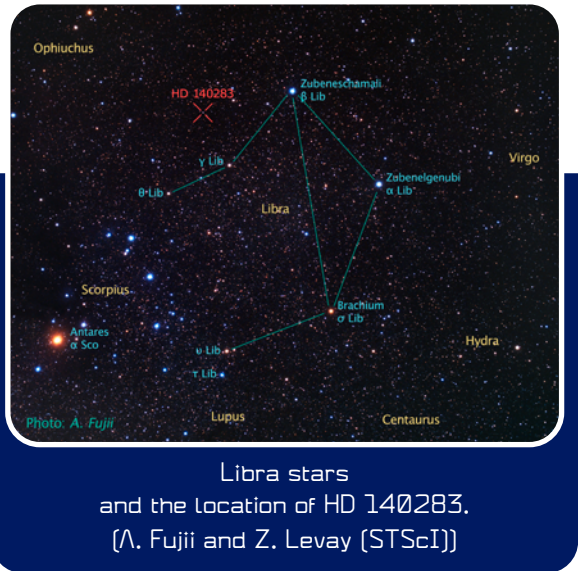 Ophiuchus
HD 140283
Zubeneschamali
β Lib
γ Lib
Virgo
θ Lib
Zubenelgenubi
α Lib
Libra
Scorpius
Brachium
σ Lib
Antares
α Sco
υ Lib
Hydra
τ Lib
Lupus
Centaurus
Photo: A. Fujii
Libra stars
and the location of HD 140283.
(A. Fujii and Z. Levay (STScI))